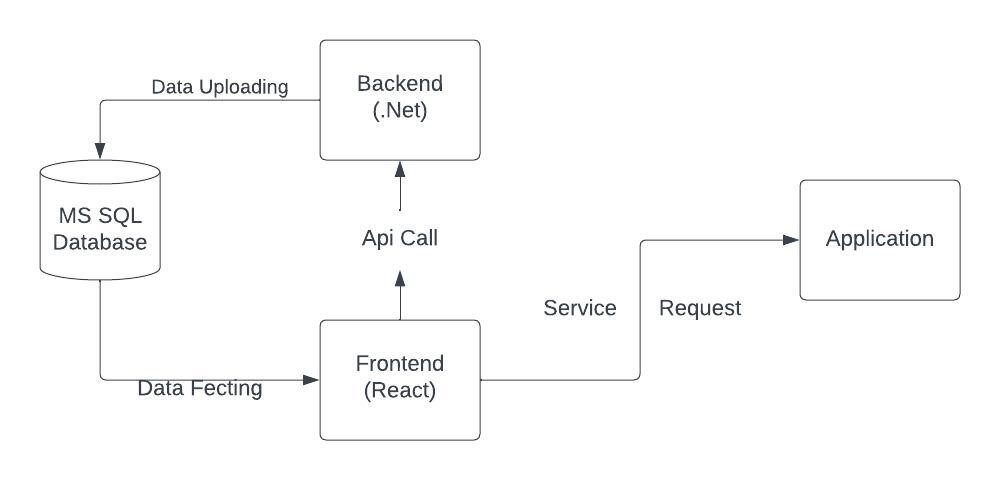 Backend
(.Net)
Data Uploading
MS SQL
Database
Api Call
Application
Service Request
Frontend
(React)
Data Fecting